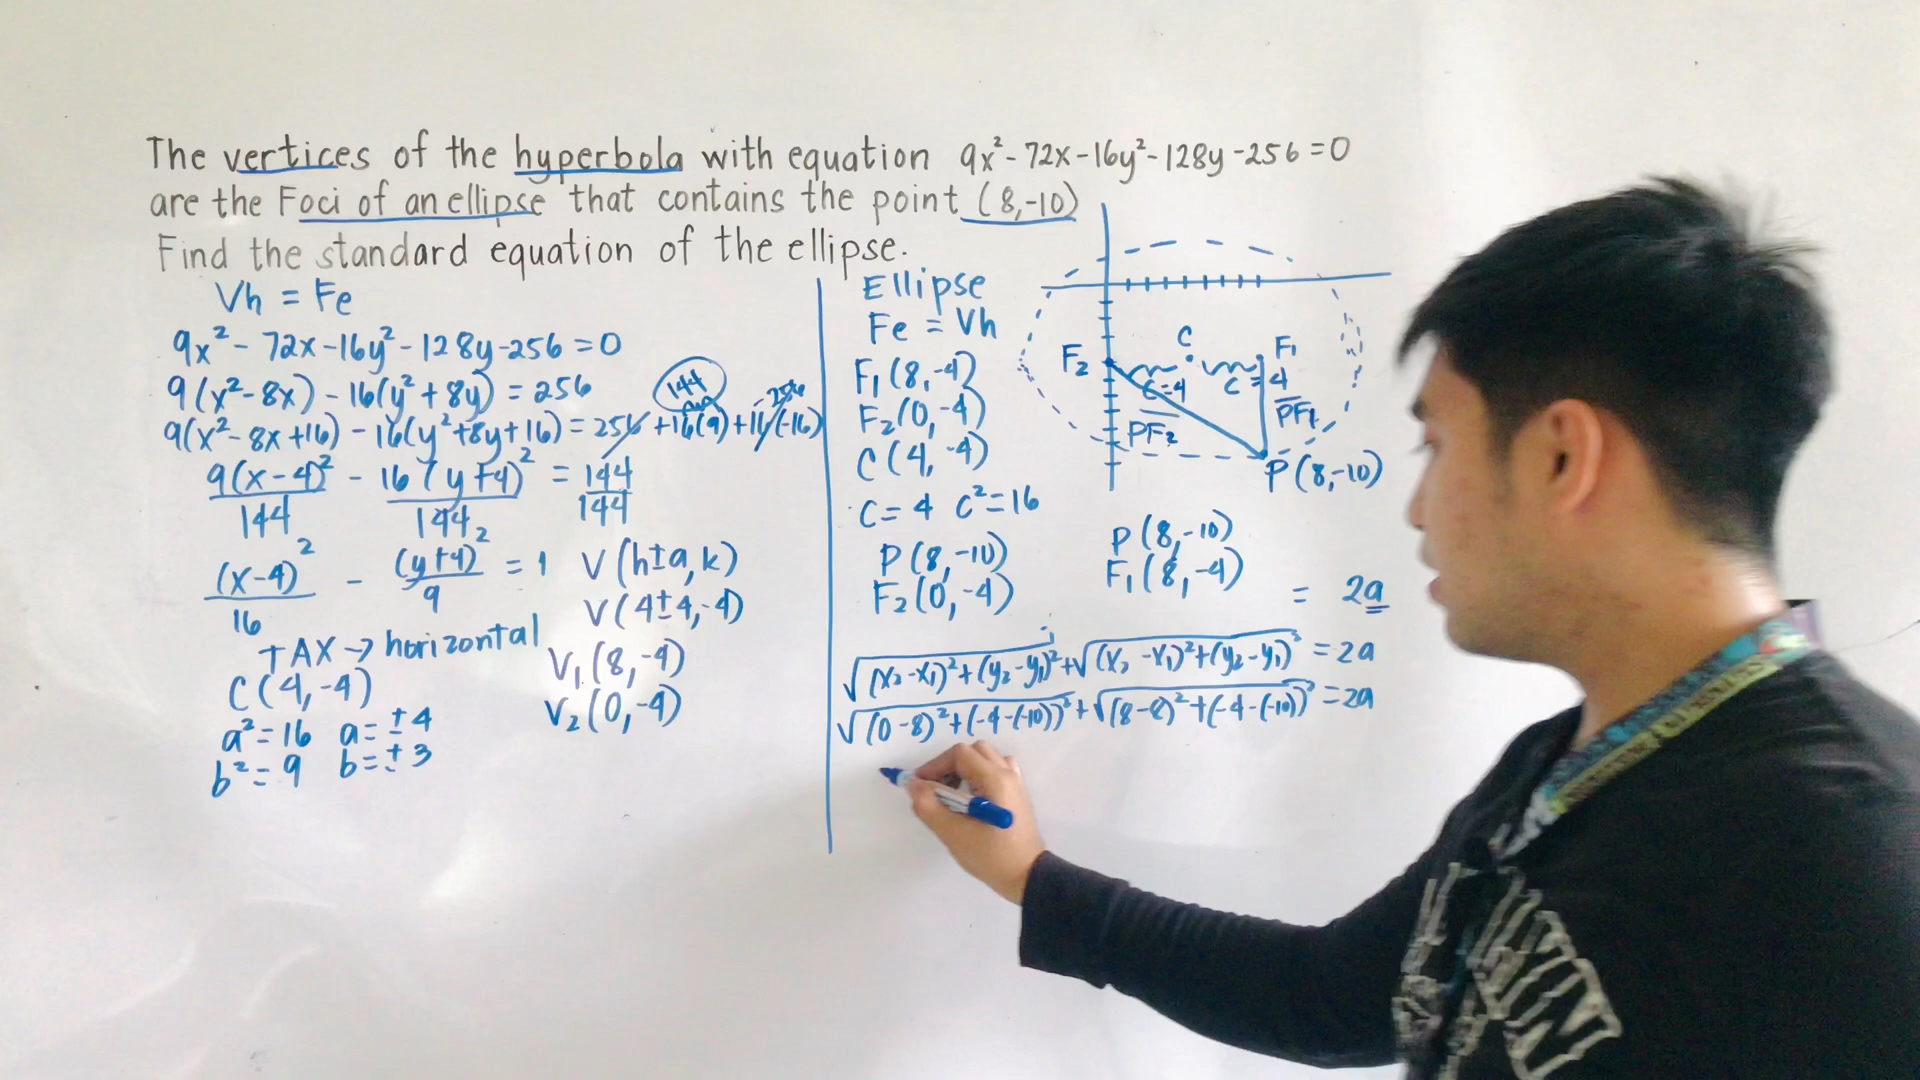 The vertices of the hyperbola with equation 9x² - 72x - 16y² - 128y - 256 = 0
are the Foci of an ellipse that contains the point (8,-10)
Find the standard equation of the ellipse.
Vh = Fe
9x² - 72x - 16y² - 128y - 256 = 0
9(x² - 8x) - 16(y² + 8y) = 256
144
-256
9(x² - 8x + 16) - 16(y² + 8y + 16) = 256 + 16(9) + 16(-16)
9(x-4)² - 16(y+4)² = 144
144 144 144
(x-4)² - (y+4)² = 1
16 9
TAX → horizontal
C(4,-4)
a² = 16 a = ±4
b² = 9 b = ±3
V(h±a, k)
V(4±4, -4)
V₁(8,-4)
V₂(0,-4)
Ellipse
Fe = Vh
F₁(8,-4)
F₂(0,-4)
C(4,-4)
C = 4 C² = 16
P(8,-10)
F₂(0,-4)
C
F₂
F₁
C=4
C=4
PF₂
PF₁
P(8,-10)
P(8,-10)
F₁(8,-4)
= 2a
√(x₂-x₁)²+(y₂-y₁)² + √(x₂-x₁)²+(y₂-y₁)² = 2a
√(0-8)²+(-4-(-10))² + √(8-8)²+(-4-(-10))² = 2a